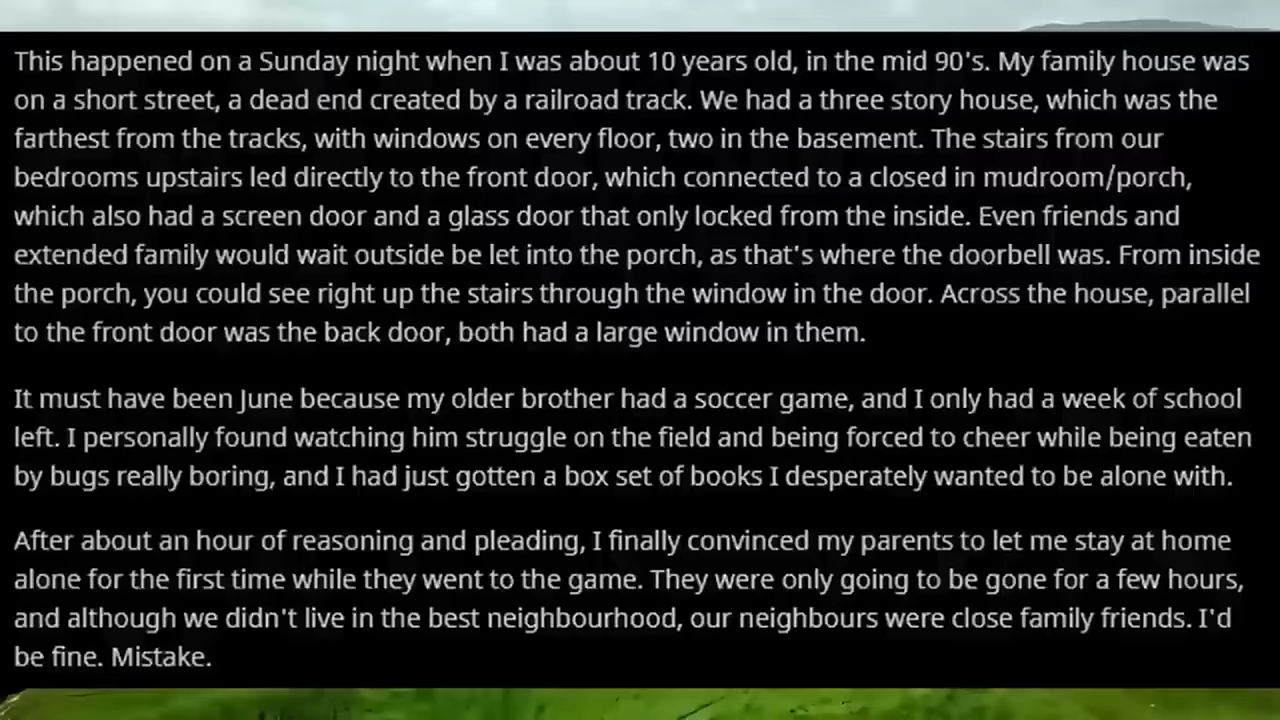 This happened on a Sunday night when I was about 10 years old, in the mid 90's. My family house was
on a short street, a dead end created by a railroad track. We had a three story house, which was the
farthest from the tracks, with windows on every floor, two in the basement. The stairs from our
bedrooms upstairs led directly to the front door, which connected to a closed in mudroom/porch,
which also had a screen door and a glass door that only locked from the inside. Even friends and
extended family would wait outside be let into the porch, as that's where the doorbell was. From inside
the porch, you could see right up the stairs through the window in the door. Across the house, parallel
to the front door was the back door, both had a large window in them.
It must have been June because my older brother had a soccer game, and I only had a week of school
left. I personally found watching him struggle on the field and being forced to cheer while being eaten
by bugs really boring, and I had just gotten a box set of books I desperately wanted to be alone with.
After about an hour of reasoning and pleading, I finally convinced my parents to let me stay at home
alone for the first time while they went to the game. They were only going to be gone for a few hours,
and although we didn't live in the best neighbourhood, our neighbours were close family friends. I'd
be fine. Mistake.